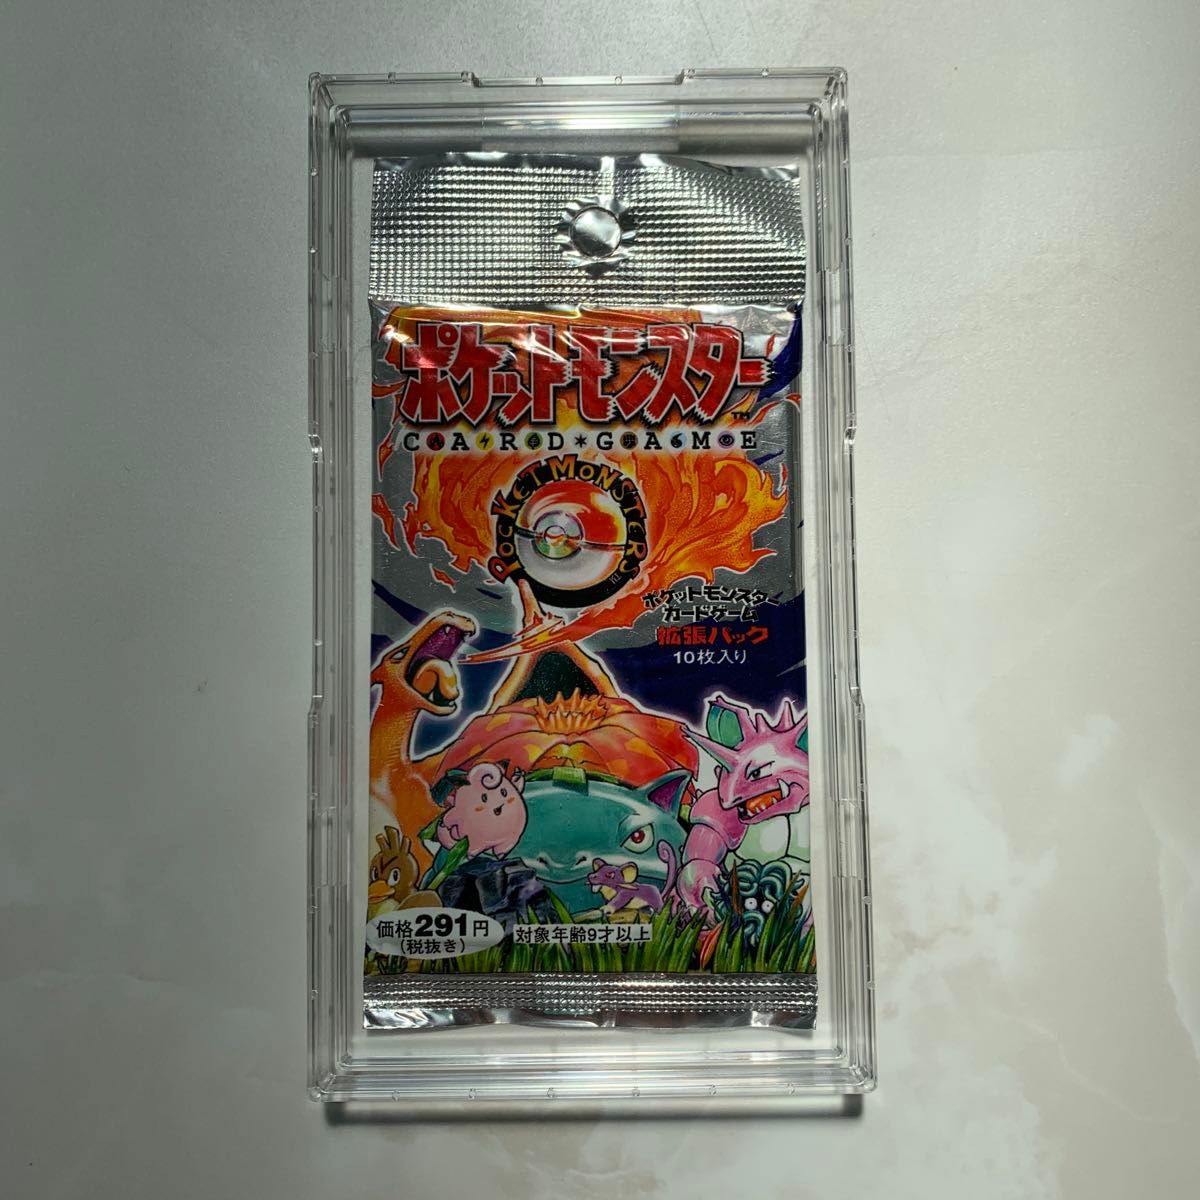 ポケットモンスター™
CARD*GAME
POCKET MONSTERS
ポケットモンスター
カードゲーム
拡張パック
10枚入り
価格291円
(税抜き)
対象年齢9才以上